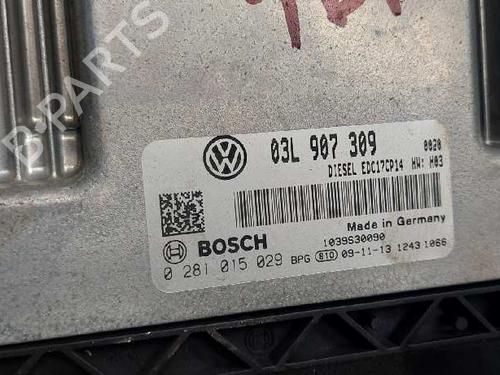 03L 907 309 0020
DIESEL EDC17CP14 HW: H03
Made in Germany
BOSCH 1039S30090
0 281 015 029 BPG 810 09-11-13 1243 1066
B-PARTS